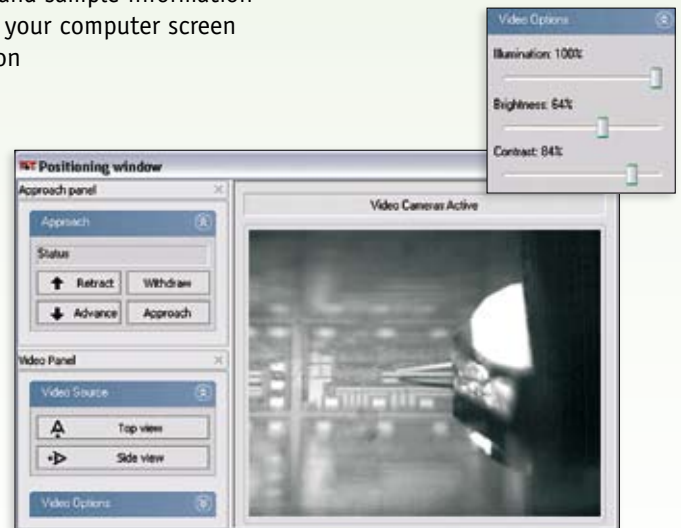 and sample information
your computer screen
on
Video Options
Illumination: 100%
Brightness: 64%
Contrast: 84%
Positioning window
Approach panel
Approach
Status
Retract
Withdraw
Advance
Approach
Video Panel
Video Source
Top view
Side view
Video Options
Video Cameras Active